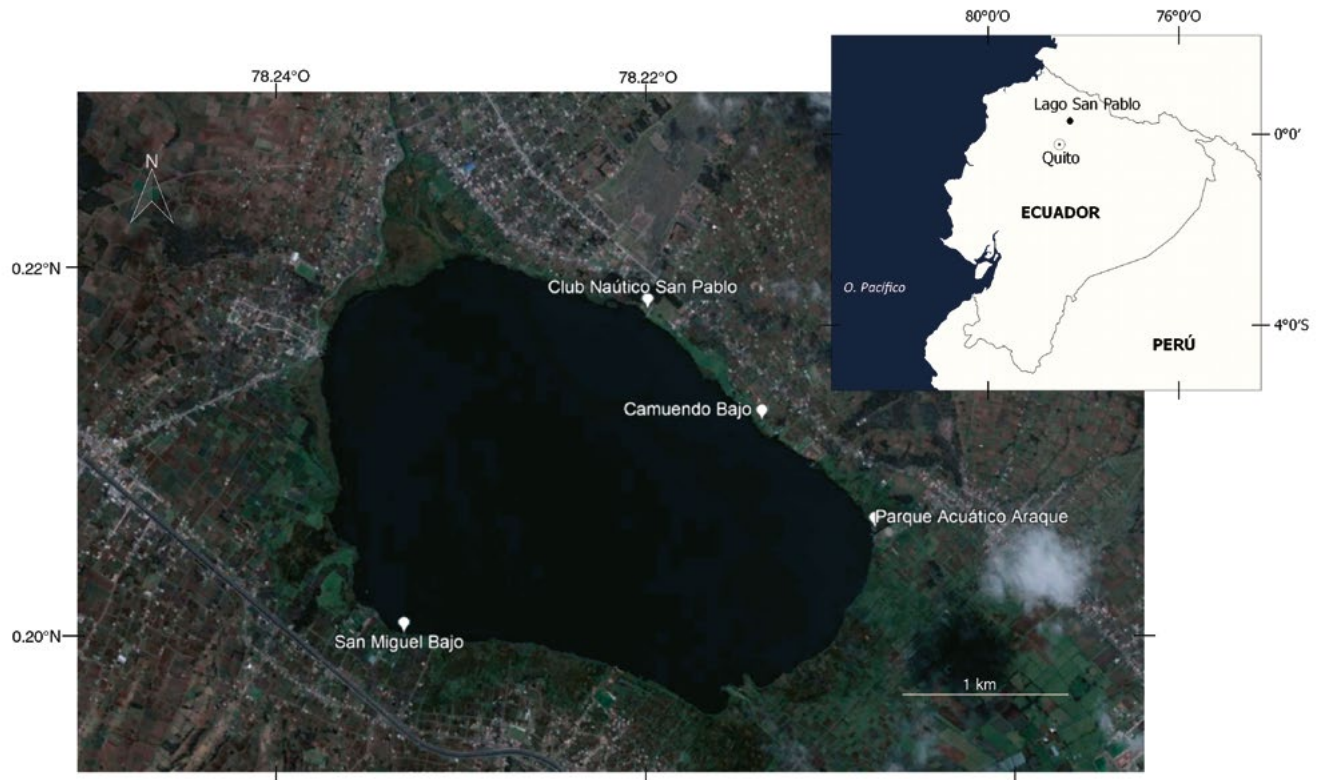 80°0'O
76°0'O
78.24°O
78.22°O
Lago San Pablo
0°0'
N
Quito
ECUADOR
0.22°N
Club Naútico San Pablo
O. Pacífico
4°0'S
PERÚ
Camuendo Bajo
Parque Acuático Araque
0.20°N
San Miguel Bajo
1 km